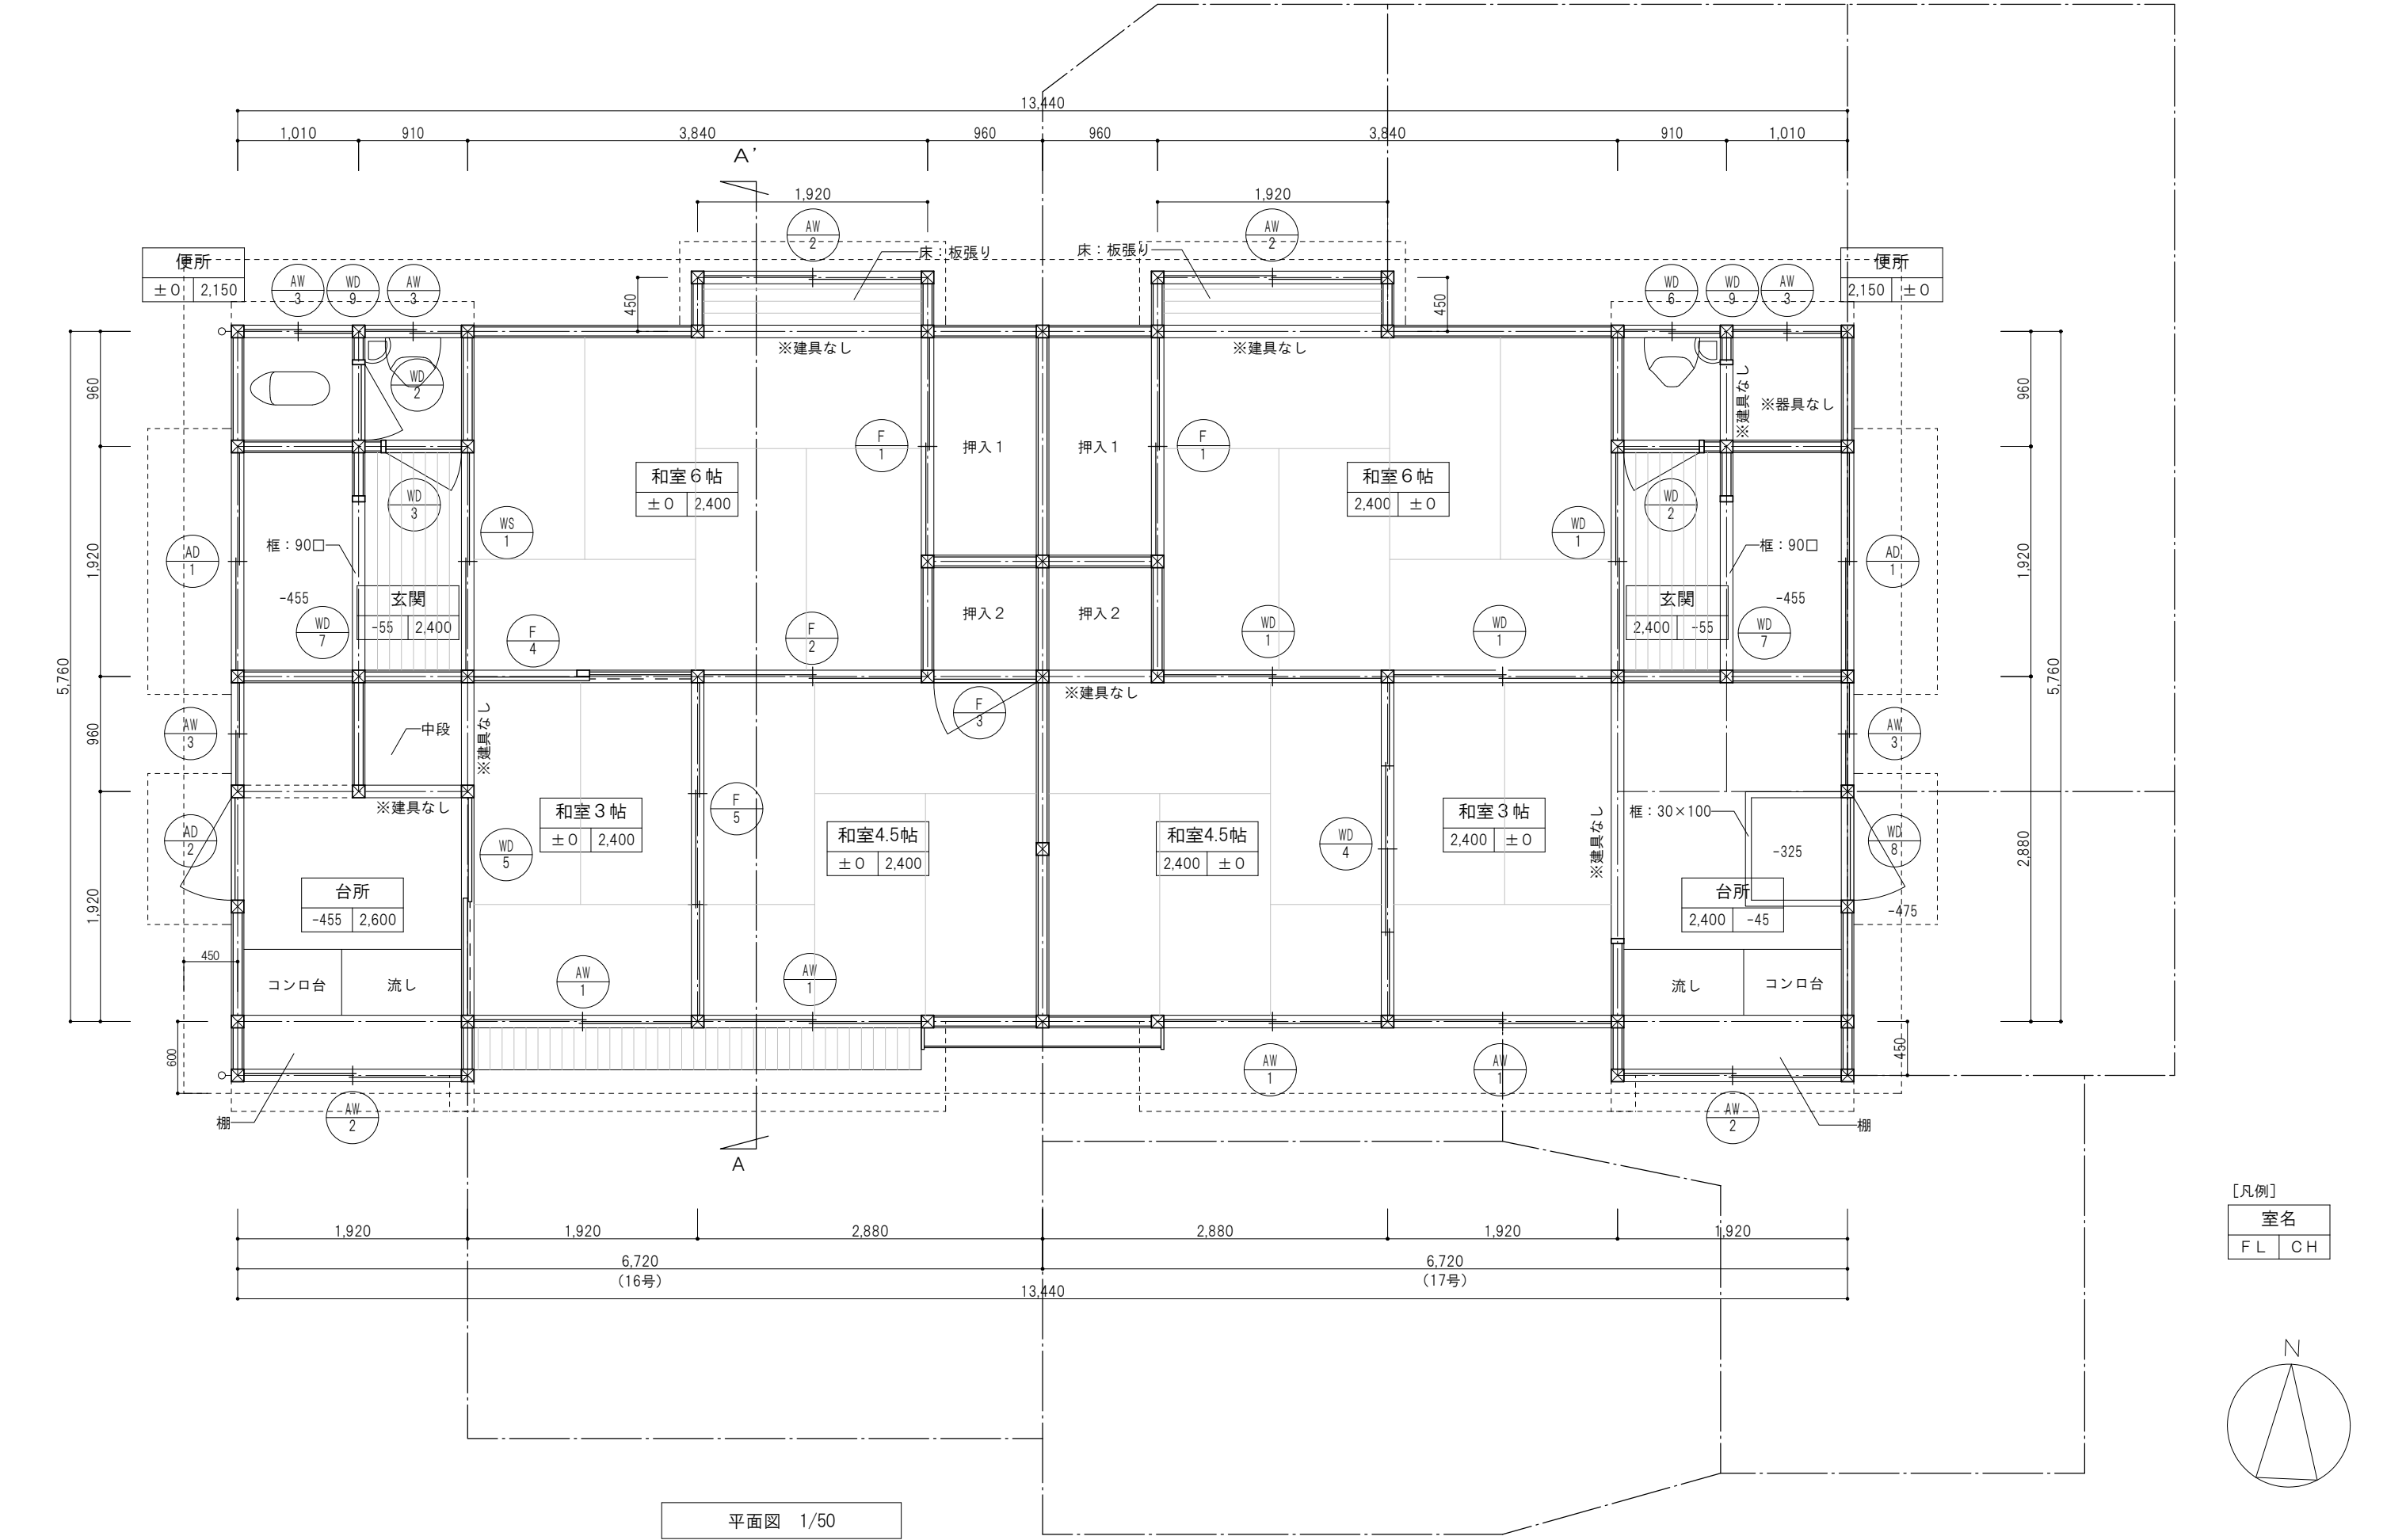 13,440
1,010 910 3,840 960 960 3,840 910 1,010
A'
1,920 1,920
AW 2 AW 2
床：板張り 床：板張り
便所
±0 2,150
AW 3 WD 9 AW 3
450 450
WD 6 WD 9 AW 3
便所
2,150 ±0
※建具なし ※建具なし
WD 2
※建具なし
※器具なし
960 960
F 1 押入1 押入1 F 1
和室6帖
±0 2,400
和室6帖
2,400 ±0
WD 3 WS 1 WD 1 WD 2
框：90□ 框：90□
AD 1 AD 1
1,920 1,920
-455 -455
玄関
-55 2,400
玄関
2,400 -55
WD 7 F 4 F 2 押入2 押入2 WD 1 WD 1 WD 7
5,760 5,760
※建具なし
F 3
AW 3 中段 ※建具なし AW 3
960
※建具なし
AD 2 WD 5
和室3帖
±0 2,400
F 5
和室4.5帖
±0 2,400
和室4.5帖
2,400 ±0
WD 4
和室3帖
2,400 ±0
※建具なし
框：30×100
-325
WD 8
2,880
1,920
台所
-455 2,600
台所
2,400 -45
-475
450
コンロ台 流し AW 1 AW 1 流し コンロ台
600 450
AW 1 AW 1
棚 AW 2 AW 2 棚
A
1,920 1,920 2,880 2,880 1,920 1,920
6,720 6,720
（16号） （17号）
13,440
［凡例］
室名
FL CH
N
平面図 1/50